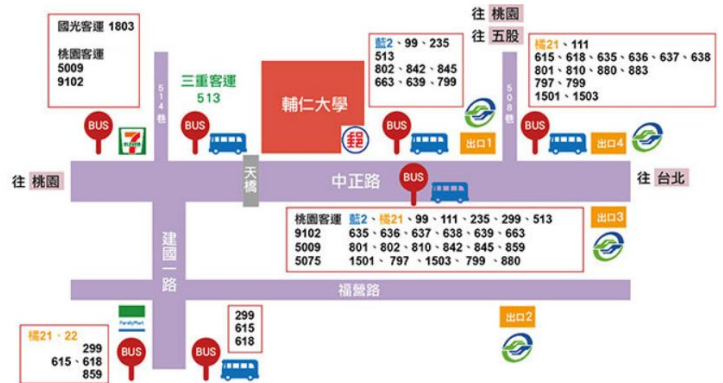 國光客運 1803
桃園客運
5009
9102
BUS
7-ELEVEN
514巷
三重客運
513
BUS
輔仁大學
郵
天橋
藍2、99、235
513
802、842、845
663、639、799
BUS
出口1
往 桃園
往 五股
508巷
橘21、111
615、618、635、636、637、638
801、810、880、883
797、799
1501、1503
BUS
出口4
往 桃園
中正路
BUS
往 台北
桃園客運 藍2、橘21、99、111、235、299、513
9102 635、636、637、638、639、663
5009 801、802、810、842、845、859
5075 1501、797、1503、799、880
出口3
建國一路
福營路
FamilyMart
橘21、22
299
615、618
859
BUS
BUS
299
615
618
出口2